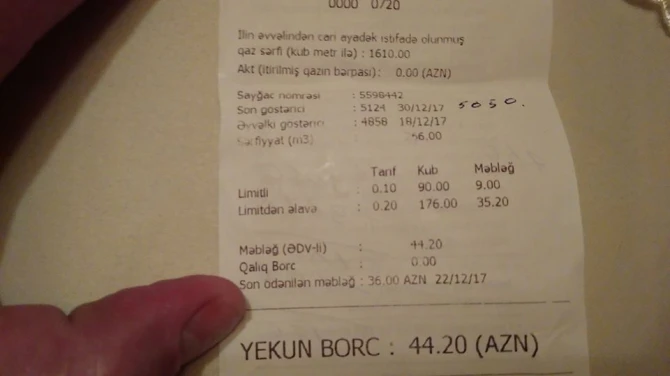 0000 0720
İlin əvvəlindən cari ayadək istifadə olunmuş
qaz sərfi (kub metr ilə) : 1610.00
Akt (itirilmiş qazın bərpası) : 0.00 (AZN)
Sayğac nömrəsi : 5598442
Son göstərici : 5124 30/12/17 5050.
Əvvəlki göstərici : 4858 18/12/17
(m3)
Tarif Kub Məbləğ
Limitli : 0.10 90.00 9.00
Limitdən əlavə : 0.20 176.00 35.20
Məbləğ (ƏDV-li) : 44.20
Qalıq Borc : 0.00
Son ödənilən məbləğ : 36.00 AZN 22/12/17
YEKUN BORC : 44.20 (AZN)